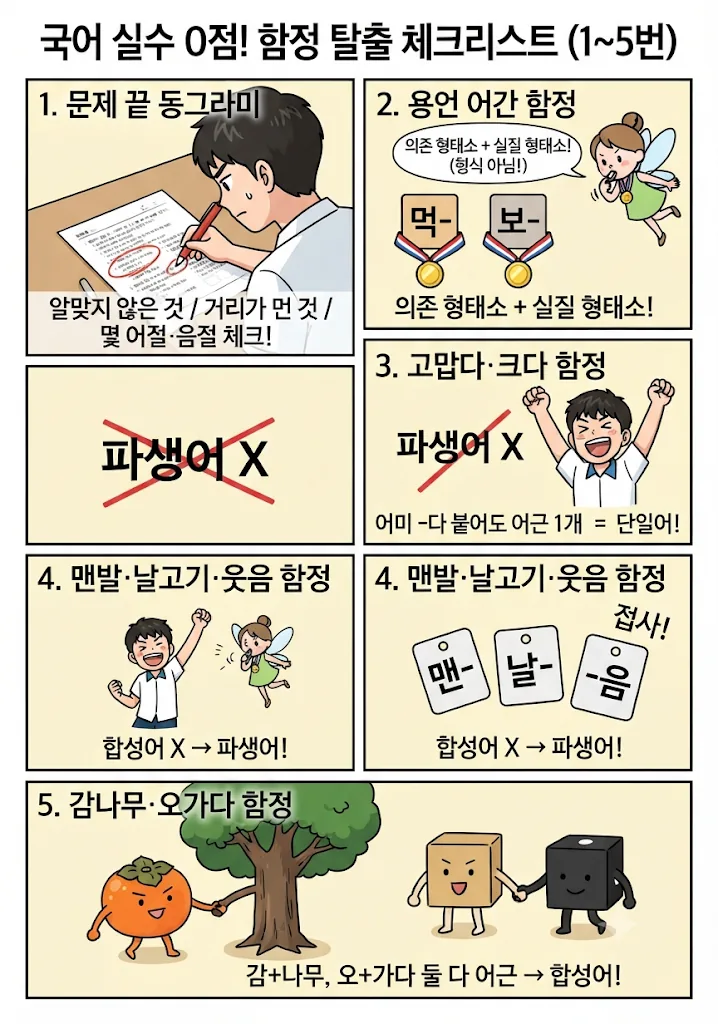 국어 실수 0점! 함정 탈출 체크리스트 (1~5번)
1. 문제 끝 동그라미
알맞지 않은 것 / 거리가 먼 것 /
몇 어절·음절 체크!
2. 용언 어간 함정
의존 형태소 + 실질 형태소!
(형식 아님!)
먹-
보-
의존 형태소 + 실질 형태소!
파생어 X
3. 고맙다·크다 함정
파생어 X
어미 -다 붙어도 어근 1개 = 단일어!
4. 맨발·날고기·웃음 함정
합성어 X → 파생어!
4. 맨발·날고기·웃음 함정
접사!
맨-
날-
-음
합성어 X → 파생어!
5. 감나무·오가다 함정
감+나무, 오+가다 둘 다 어근 → 합성어!